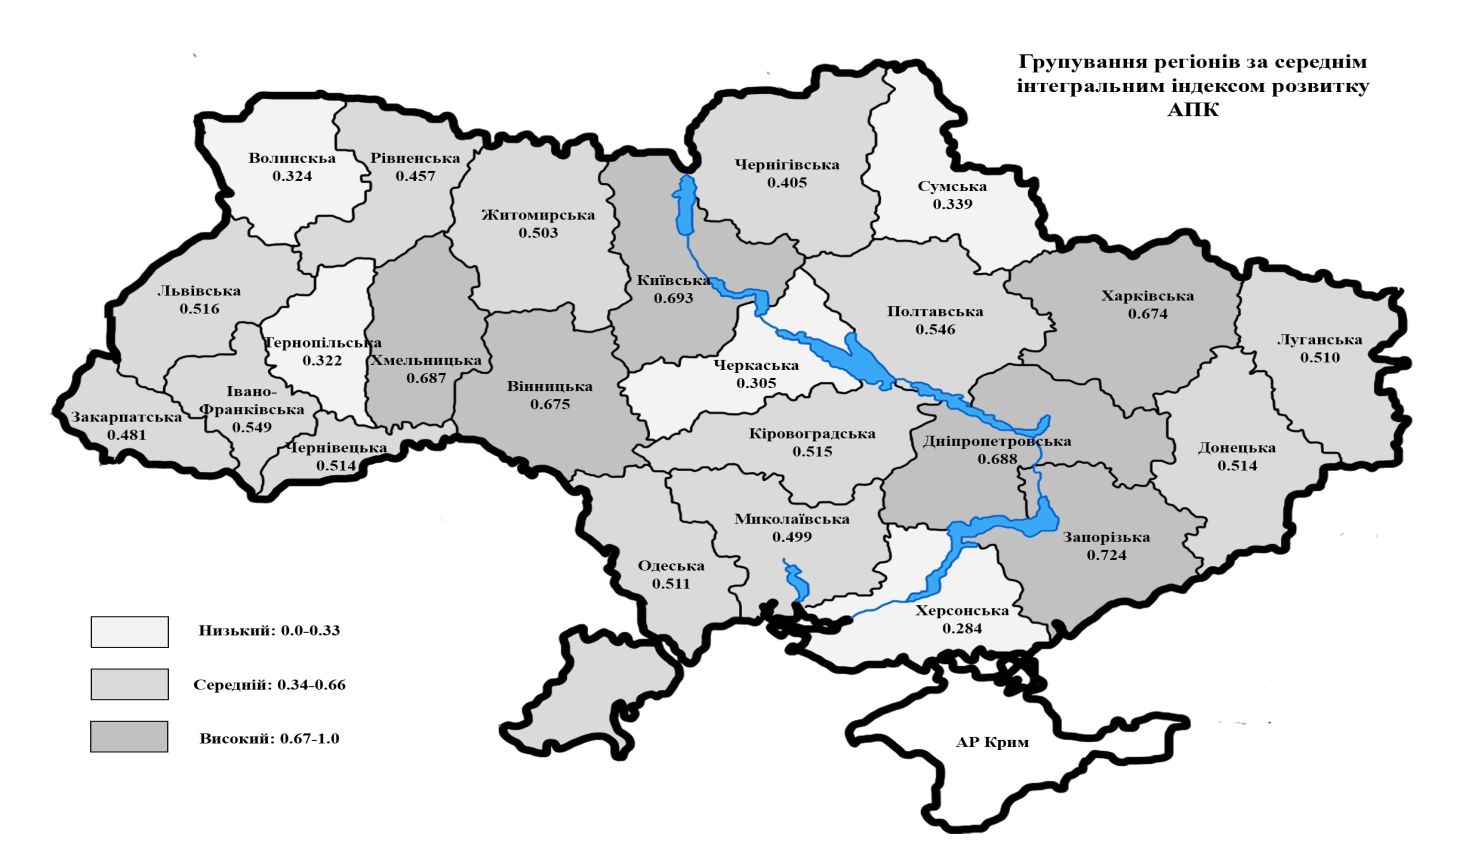 Групування регіонів за середнім
інтегральним індексом розвитку
АПК
Волинскьа
0.324
Рівненська
0.457
Житомирська
0.503
Київська
0.693
Чернігівська
0.405
Сумська
0.339
Львівська
0.516
Тернопільська
0.322
Хмельницька
0.687
Вінницька
0.675
Черкаська
0.305
Полтавська
0.546
Харківська
0.674
Луганська
0.510
Закарпатська
0.481
Івано-
Франківська
0.549
Чернівецька
0.514
Кіровоградська
0.515
Дніпропетровська
0.688
Донецька
0.514
Одеська
0.511
Миколаївська
0.499
Запорізька
0.724
Херсонська
0.284
АР Крим
Низький: 0.0-0.33
Середній: 0.34-0.66
Високий: 0.67-1.0